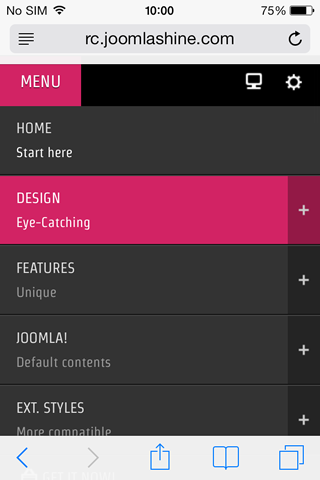 No SIM 10:00 75%
rc.joomlashine.com
MENU
HOME
Start here
DESIGN
Eye-Catching
+
FEATURES
Unique
+
JOOMLA!
Default contents
+
EXT. STYLES
More compatible
+
GET IT NOW!